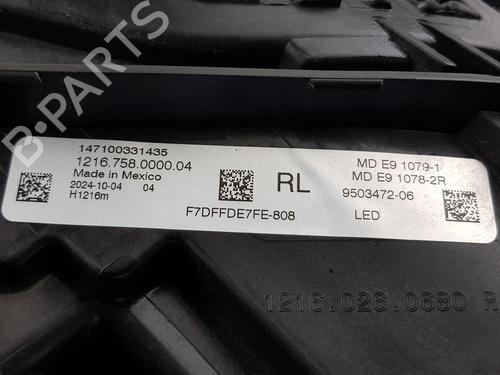 147100331435
1216.758.0000.04
Made in Mexico
2024-10-04 04
H1216m
RL
F7DFFDE7FE-808
MD E9 1079-1
MD E9 1078-2R
9503472-06
LED
1216.026.0680 R
B-PARTS